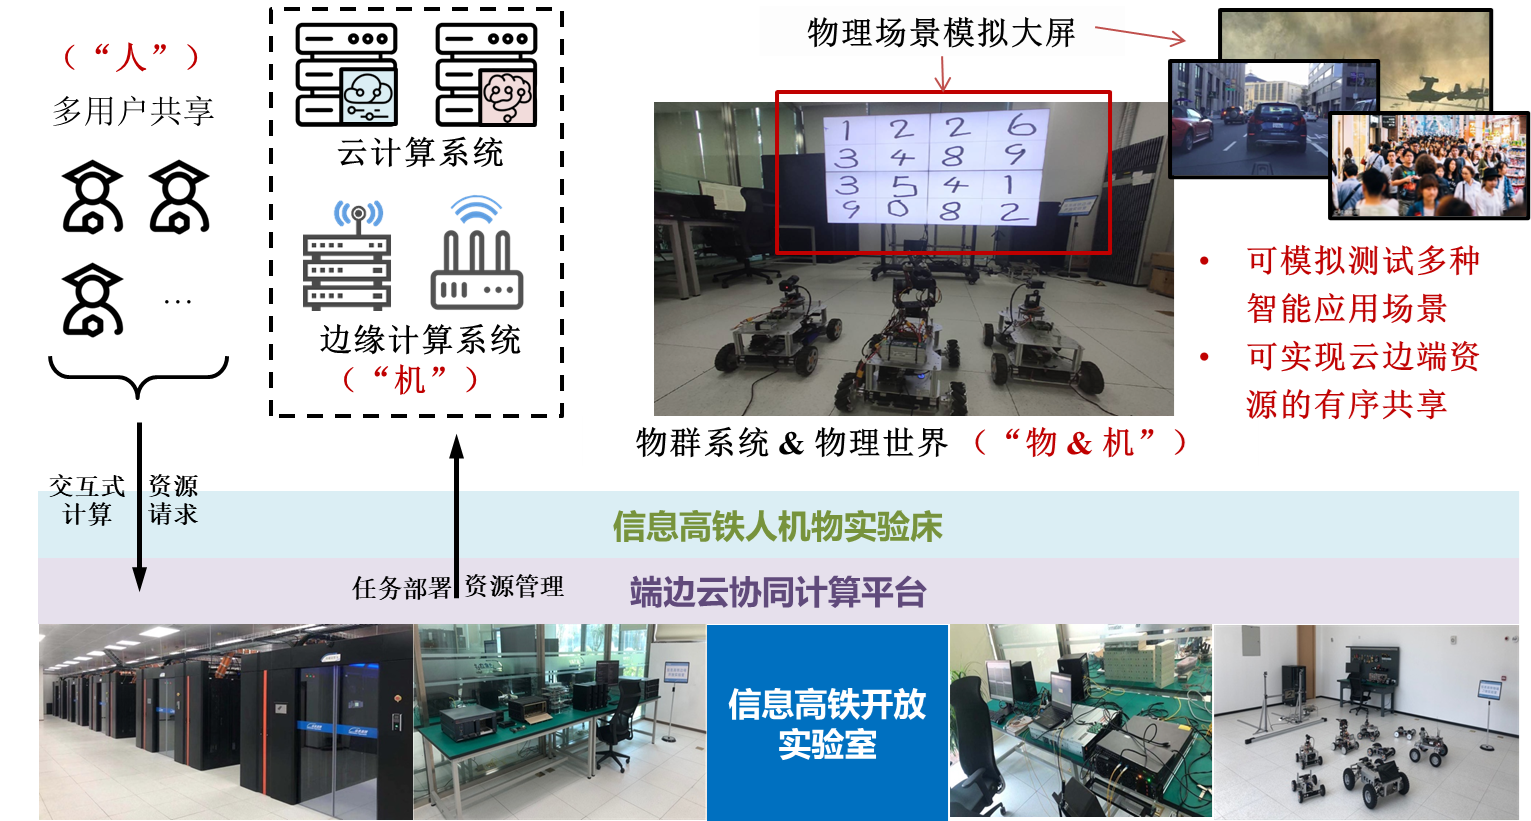 （“人”）
多用户共享
…
云计算系统
边缘计算系统
（“机”）
物理场景模拟大屏
1 2 2 6
3 4 8 9
3 5 4 1
9 0 8 2
物群系统 & 物理世界（“物 & 机”）
• 可模拟测试多种
智能应用场景
• 可实现云边端资
源的有序共享
交互式
计算
资源
请求
信息高铁人机物实验床
任务部署
资源管理
端边云协同计算平台
信息高铁开放
实验室